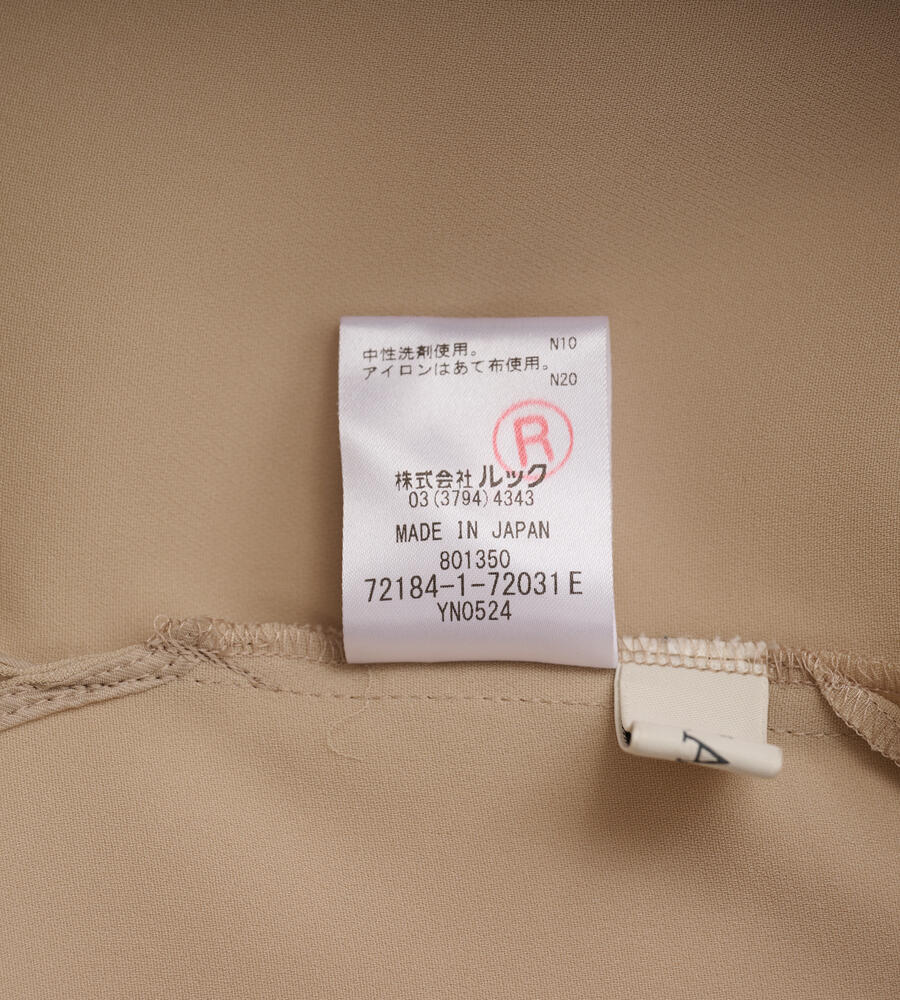 中性洗剤使用。 N10
アイロンはあて布使用。
N20
R
株式会社ルック
03(3794)4343
MADE IN JAPAN
801350
72184-1-72031E
YN0524
A